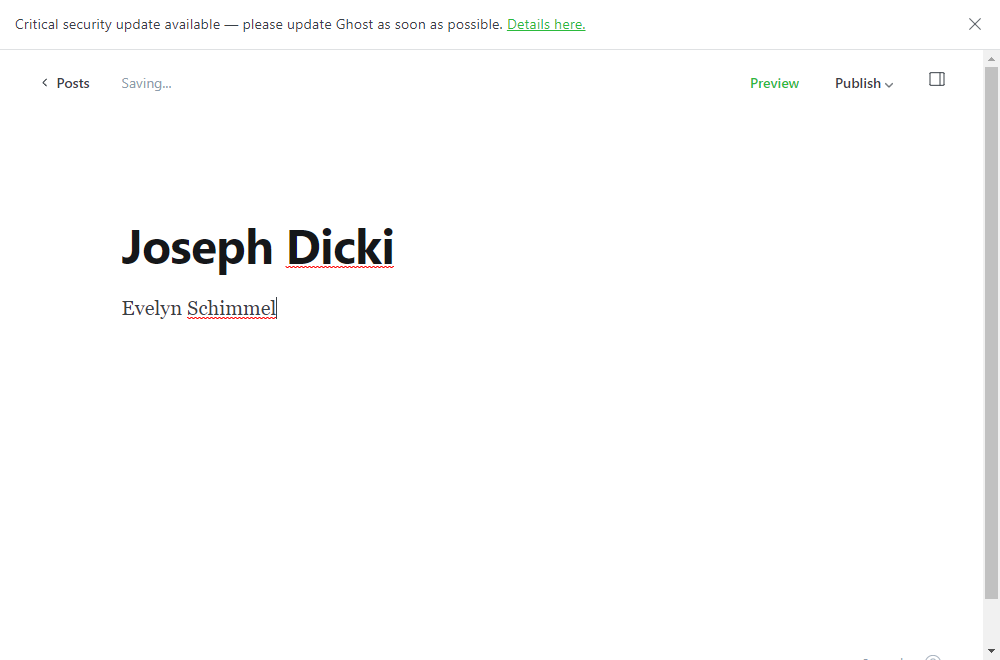 Critical security update available — please update Ghost as soon as possible. Details here.
Posts
Saving...
Preview
Publish
Joseph Dicki
Evelyn Schimmel